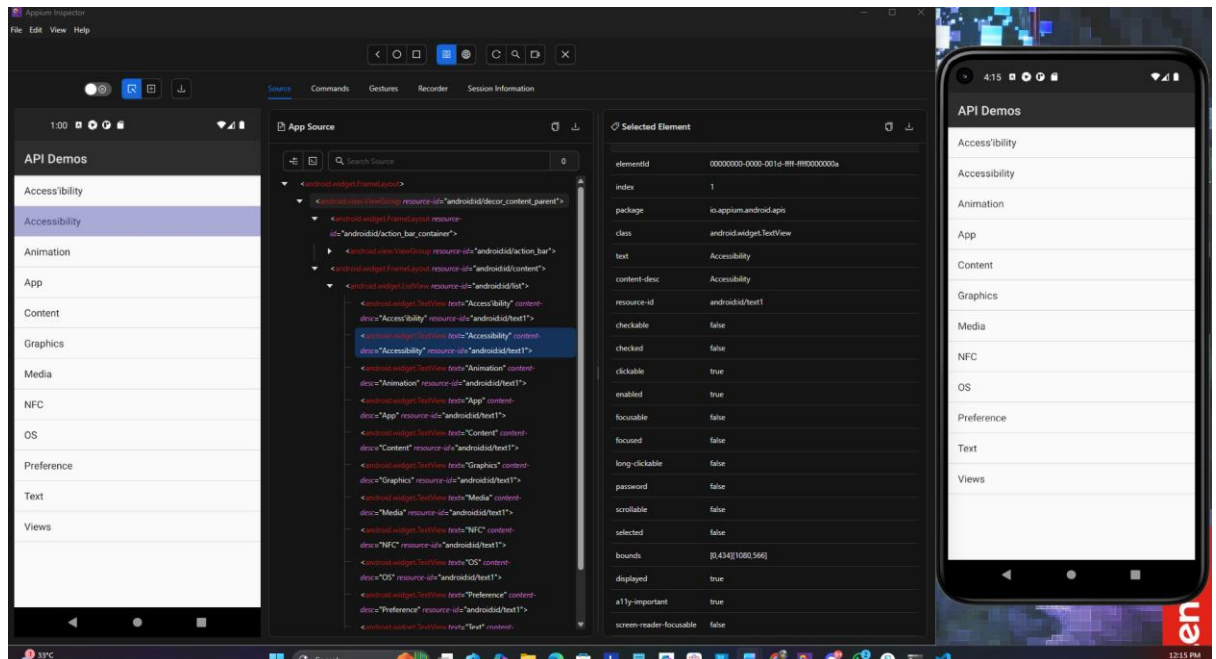 Appium Inspector
File Edit View Help
Source Commands Gestures Recorder Session Information
1:00
API Demos
Access'ibility
Accessibility
Animation
App
Content
Graphics
Media
NFC
OS
Preference
Text
Views
App Source
Search Source
0
<android.widget.FrameLayout>
<android.view.ViewGroup resource-id="android:id/decor_content_parent">
<android.widget.FrameLayout resource-
id="android:id/action_bar_container">
<android.view.ViewGroup resource-id="android:id/action_bar">
<android.widget.FrameLayout resource-id="android:id/content">
<android.widget.ListView resource-id="android:id/list">
<android.widget.TextView text="Access'ibility" content-
desc="Access'ibility" resource-id="android:id/text1">
<android.widget.TextView text="Accessibility" content-
desc="Accessibility" resource-id="android:id/text1">
<android.widget.TextView text="Animation" content-
desc="Animation" resource-id="android:id/text1">
<android.widget.TextView text="App" content-
desc="App" resource-id="android:id/text1">
<android.widget.TextView text="Content" content-
desc="Content" resource-id="android:id/text1">
<android.widget.TextView text="Graphics" content-
desc="Graphics" resource-id="android:id/text1">
<android.widget.TextView text="Media" content-
desc="Media" resource-id="android:id/text1">
<android.widget.TextView text="NFC" content-
desc="NFC" resource-id="android:id/text1">
<android.widget.TextView text="OS" content-
desc="OS" resource-id="android:id/text1">
<android.widget.TextView text="Preference" content-
desc="Preference" resource-id="android:id/text1">
<android.widget.TextView text="Text" content-
Selected Element
elementId 00000000-0000-001d-ffff-ffff0000000a
index 1
package io.appium.android.apis
class android.widget.TextView
text Accessibility
content-desc Accessibility
resource-id android:id/text1
checkable false
checked false
clickable true
enabled true
focusable false
focused false
long-clickable false
password false
scrollable false
selected false
bounds [0,434][1080,566]
displayed true
a11y-important true
screen-reader-focusable false
4:15
API Demos
Access'ibility
Accessibility
Animation
App
Content
Graphics
Media
NFC
OS
Preference
Text
Views
en
33°C
12:15 PM